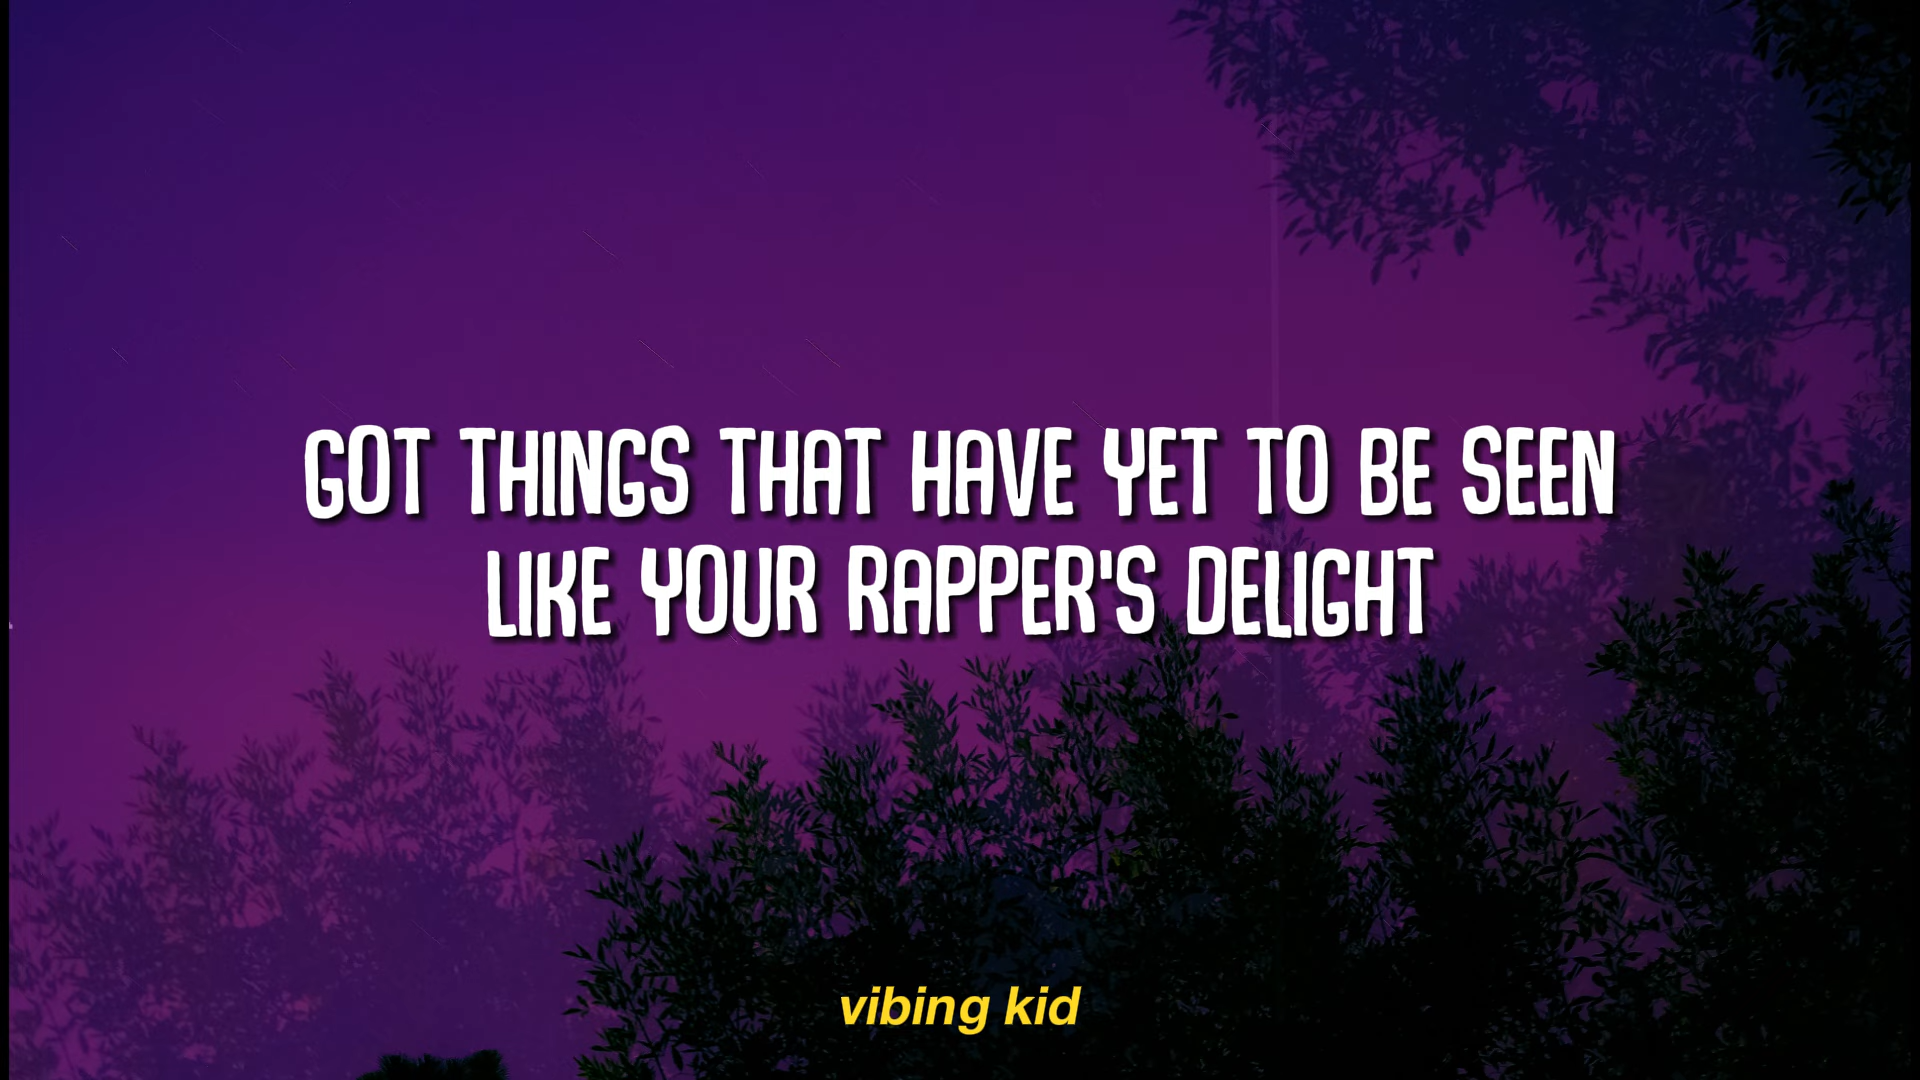 GOT THINGS THAT HAVE YET TO BE SEEN
LIKE YOUR RAPPER'S DELIGHT
vibing kid